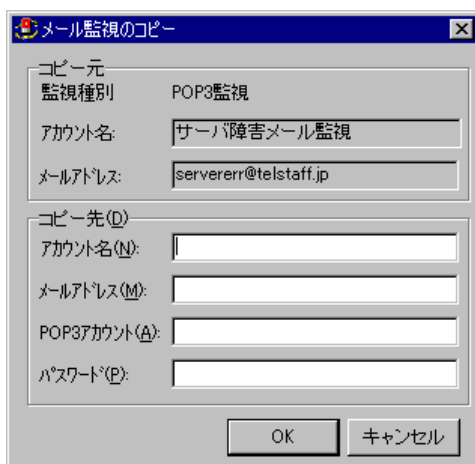 メール監視のコピー
コピー元
監視種別 POP3監視
アカウント名: サーバ障害メール監視
メールアドレス: servererr@telstaff.jp
コピー先(D)
アカウント名(N):
メールアドレス(M):
POP3アカウント(A):
パスワード(P):
OK キャンセル